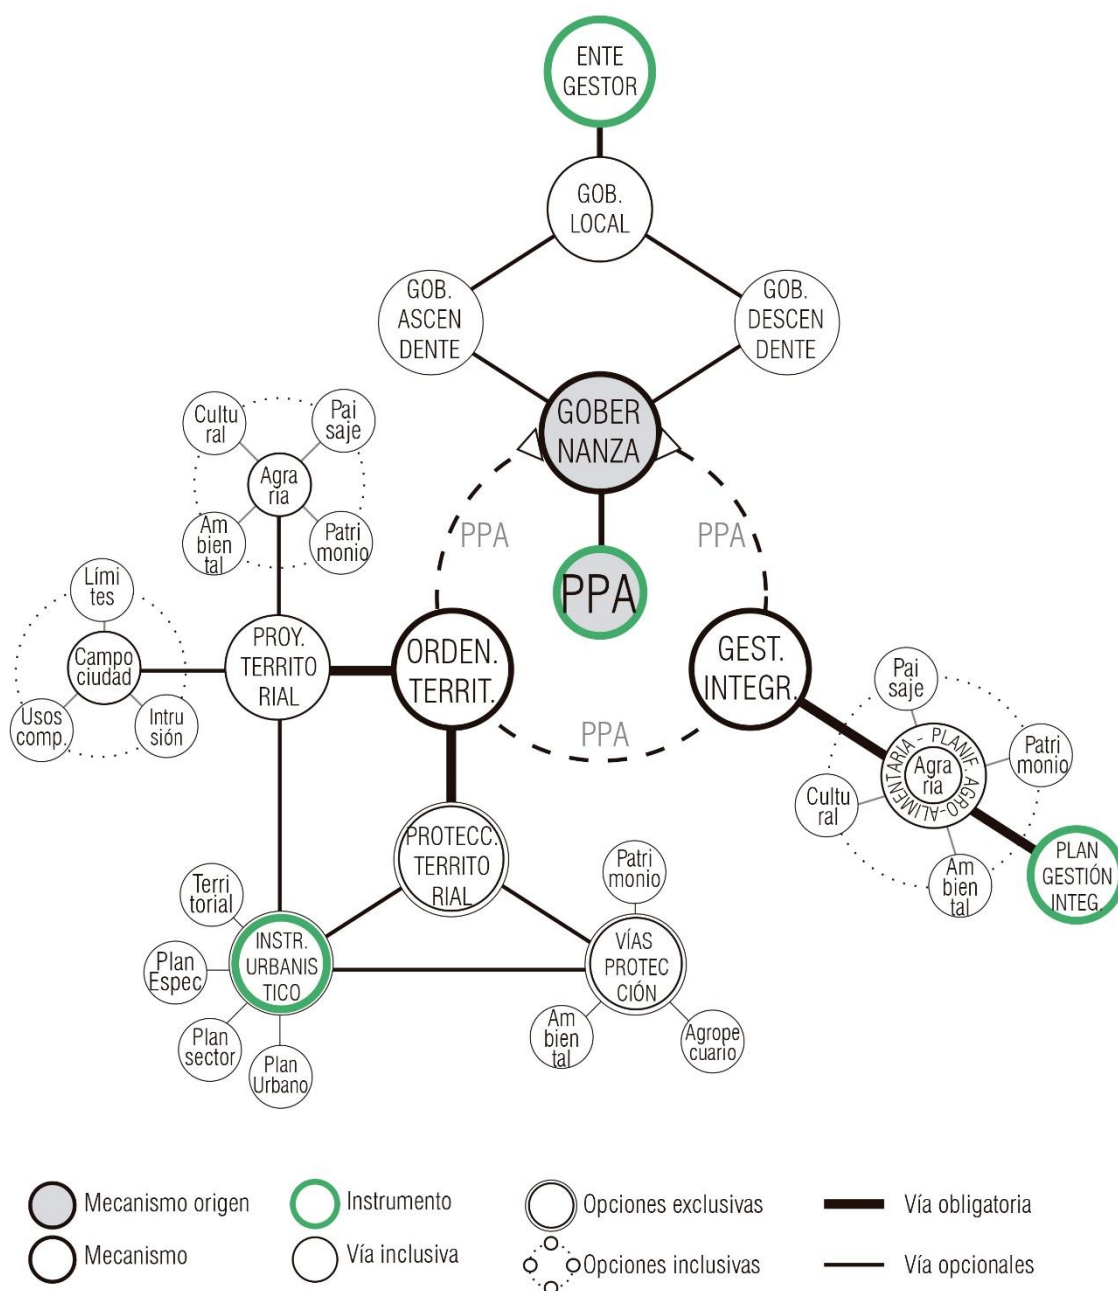 ENTE
GESTOR
GOB.
LOCAL
GOB.
ASCEN
DENTE
GOB.
DESCEN
DENTE
GOBER
NANZA
PPA
PPA
PPA
PPA
Cultu
ral
Pai
saje
Agra
ria
Am
bien
tal
Patri
monio
Lími
tes
Campo
ciudad
Usos
comp.
Intru
sión
PROY.
TERRITO
RIAL
ORDEN.
TERRIT.
GEST.
INTEGR.
Pai
saje
Patri
monio
AGRO-ALIMENTARIA - PLANIF.
Agra
ria
Cultu
ral
Am
bien
tal
PLAN
GESTIÓN
INTEG.
PROTECC.
TERRITO
RIAL
Terri
torial
Plan
Espec
Plan
sector
Plan
Urbano
INSTR.
URBANIS
TICO
Patri
monio
VÍAS
PROTEC
CIÓN
Am
bien
tal
Agrope
cuario
Mecanismo origen
Instrumento
Opciones exclusivas
Vía obligatoria
Mecanismo
Vía inclusiva
Opciones inclusivas
Vía opcionales